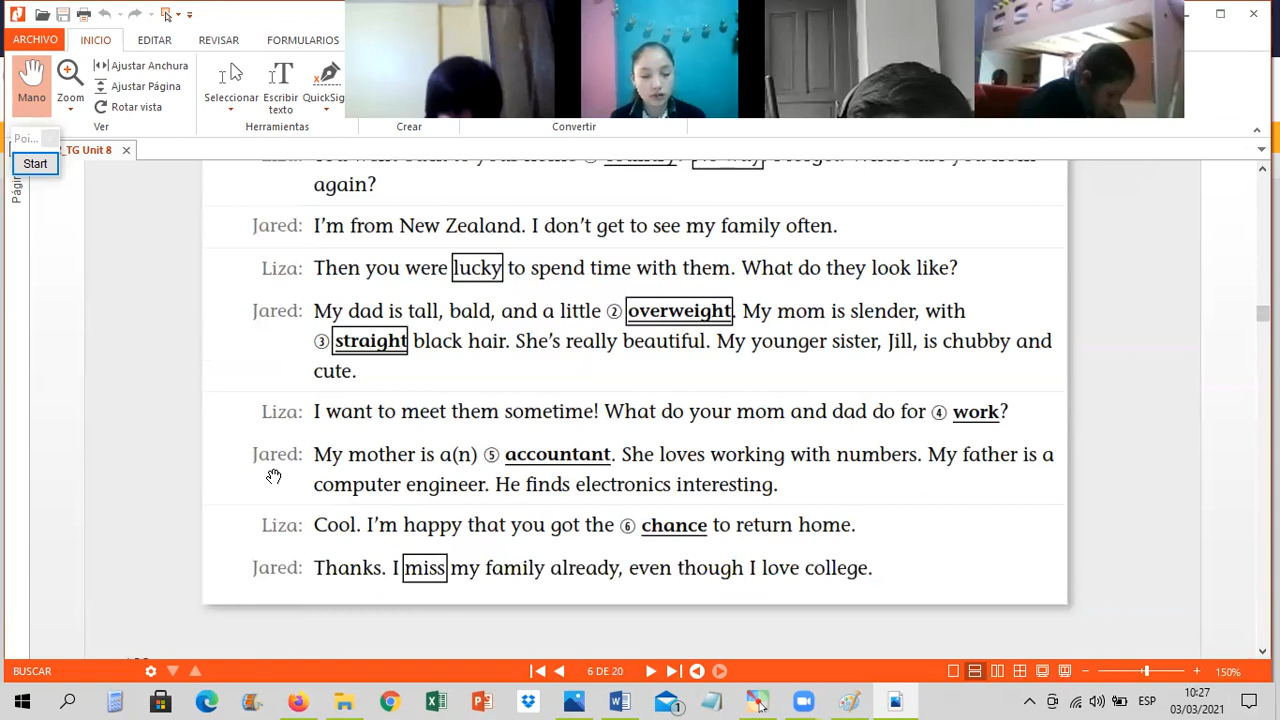 ARCHIVO INICIO EDITAR REVISAR FORMULARIOS
Mano
Zoom
Ajustar Anchura
Ajustar Página
Rotar vista
Seleccionar
Escribir texto
QuickSig
Ver Herramientas Crear Convertir
Poi...
_TG Unit 8
Start
Págin
again?
Jared: I'm from New Zealand. I don't get to see my family often.
Liza: Then you were lucky to spend time with them. What do they look like?
Jared: My dad is tall, bald, and a little ② overweight. My mom is slender, with
③ straight black hair. She's really beautiful. My younger sister, Jill, is chubby and
cute.
Liza: I want to meet them sometime! What do your mom and dad do for ④ work?
Jared: My mother is a(n) ⑤ accountant. She loves working with numbers. My father is a
computer engineer. He finds electronics interesting.
Liza: Cool. I'm happy that you got the ⑥ chance to return home.
Jared: Thanks. I miss my family already, even though I love college.
BUSCAR 6 DE 20 150%
ESP 10:27
03/03/2021